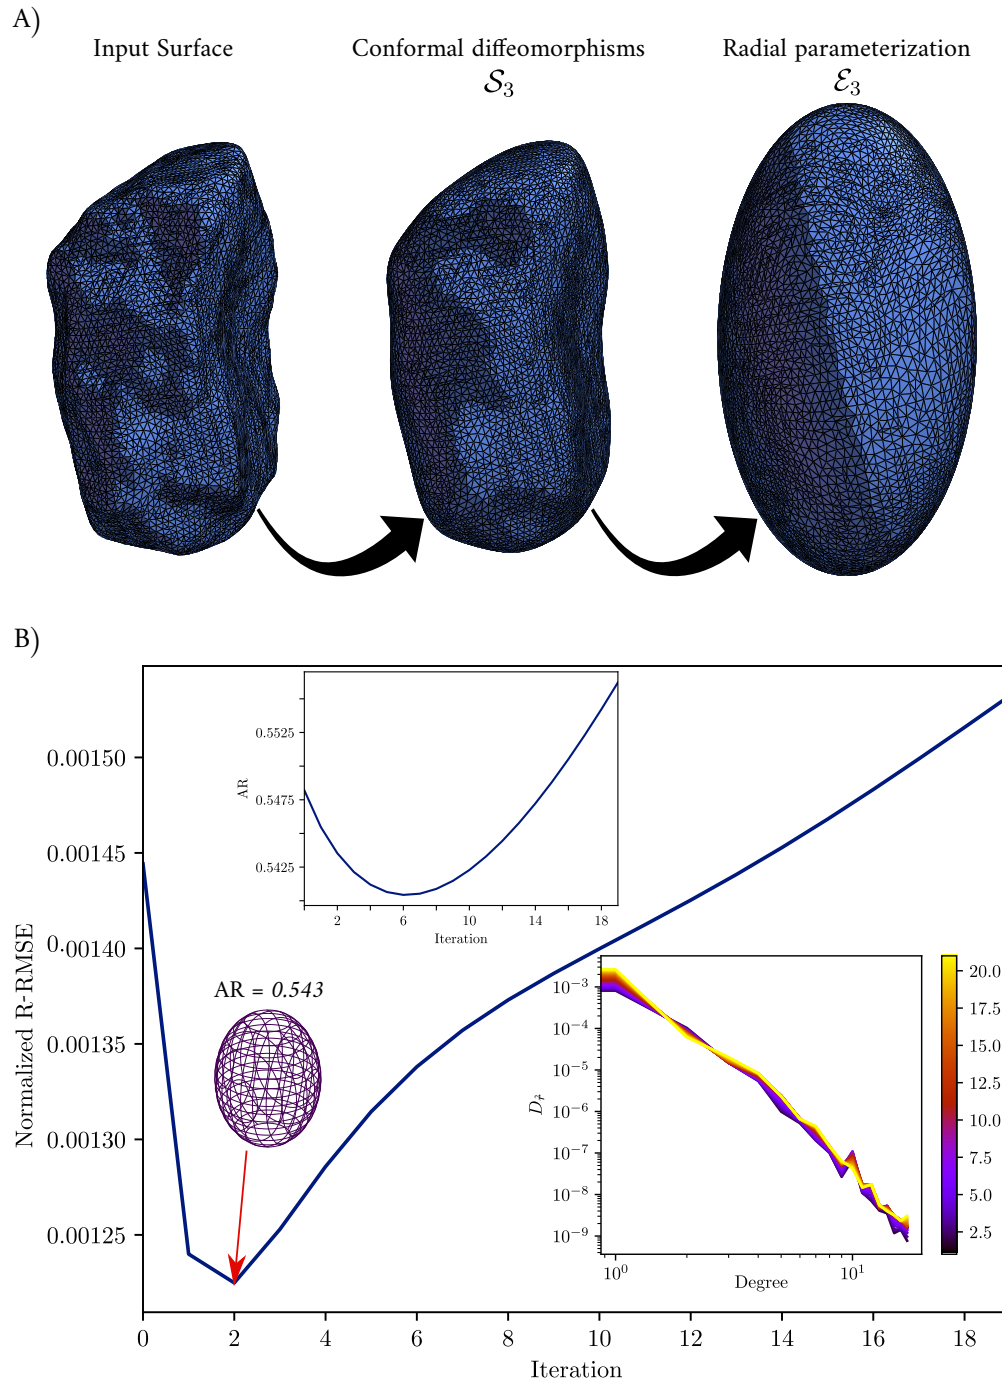 A)
Input Surface
Conformal diffeomorphisms
𝒮₃
Radial parameterization
ℰ₃
B)
Normalized R-RMSE
0.00150
0.00145
0.00140
0.00135
0.00130
0.00125
0 2 4 6 8 10 12 14 16 18
Iteration
AR
0.5525
0.5475
0.5425
2 6 10 14 18
Iteration
AR = 0.543
D_r̂
10⁻³
10⁻⁴
10⁻⁵
10⁻⁶
10⁻⁷
10⁻⁸
10⁻⁹
10⁰ 10¹
Degree
20.0
17.5
15.0
12.5
10.0
7.5
5.0
2.5